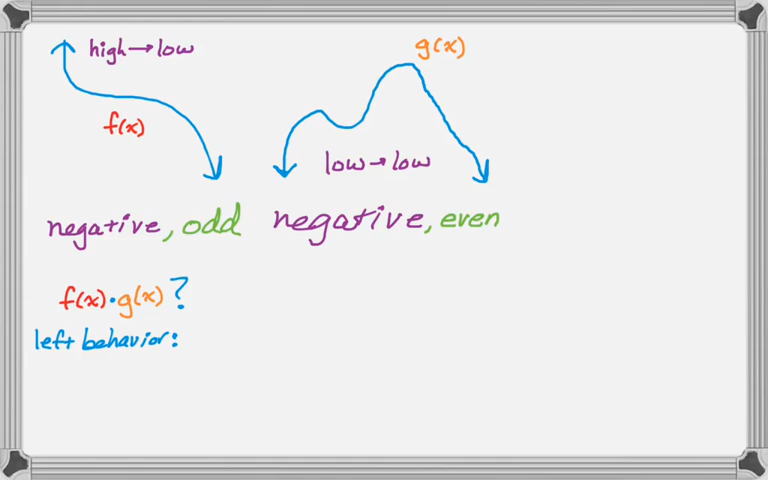 high→low
g(x)
f(x)
low→low
negative, odd
negative, even
f(x)·g(x)?
left behavior: